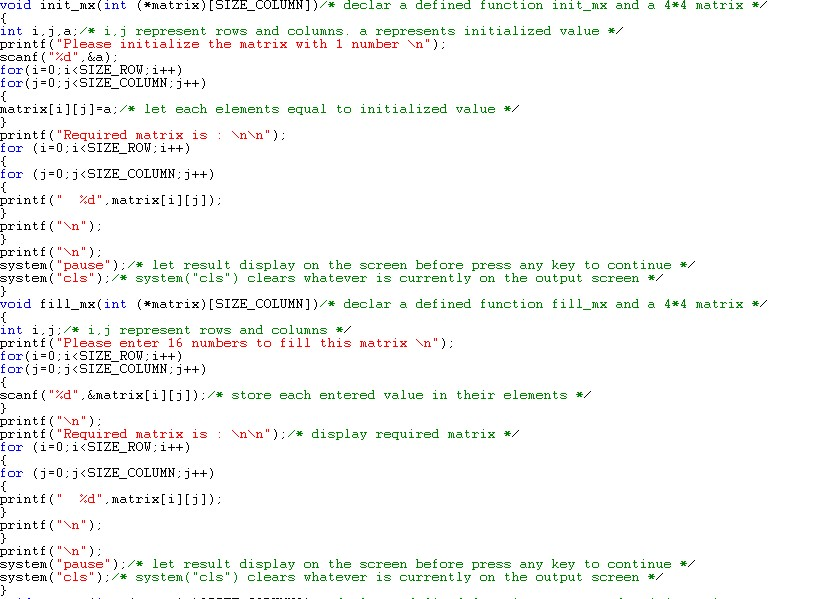 void init_mx(int (*matrix)[SIZE_COLUMN])/* declar a defined function init_mx and a 4*4 matrix */
{
int i,j,a;/* i,j represent rows and columns. a represents initialized value */
printf("Please initialize the matrix with 1 number \n");
scanf("%d",&a);
for(i=0;i<SIZE_ROW;i++)
for(j=0;j<SIZE_COLUMN;j++)
{
matrix[i][j]=a;/* let each elements equal to initialized value */
}
printf("Required matrix is : \n\n");
for (i=0;i<SIZE_ROW;i++)
{
for (j=0;j<SIZE_COLUMN;j++)
{
printf("  %d",matrix[i][j]);
}
printf("\n");
}
printf("\n");
system("pause");/* let result display on the screen before press any key to continue */
system("cls");/* system("cls") clears whatever is currently on the output screen */
}
void fill_mx(int (*matrix)[SIZE_COLUMN])/* declar a defined function fill_mx and a 4*4 matrix */
{
int i,j;/* i,j represent rows and columns */
printf("Please enter 16 numbers to fill this matrix \n");
for(i=0;i<SIZE_ROW;i++)
for(j=0;j<SIZE_COLUMN;j++)
{
scanf("%d",&matrix[i][j]);/* store each entered value in their elements */
}
printf("\n");
printf("Required matrix is : \n\n");/* display required matrix */
for (i=0;i<SIZE_ROW;i++)
{
for (j=0;j<SIZE_COLUMN;j++)
{
printf("  %d",matrix[i][j]);
}
printf("\n");
}
printf("\n");
system("pause");/* let result display on the screen before press any key to continue */
system("cls");/* system("cls") clears whatever is currently on the output screen */
}